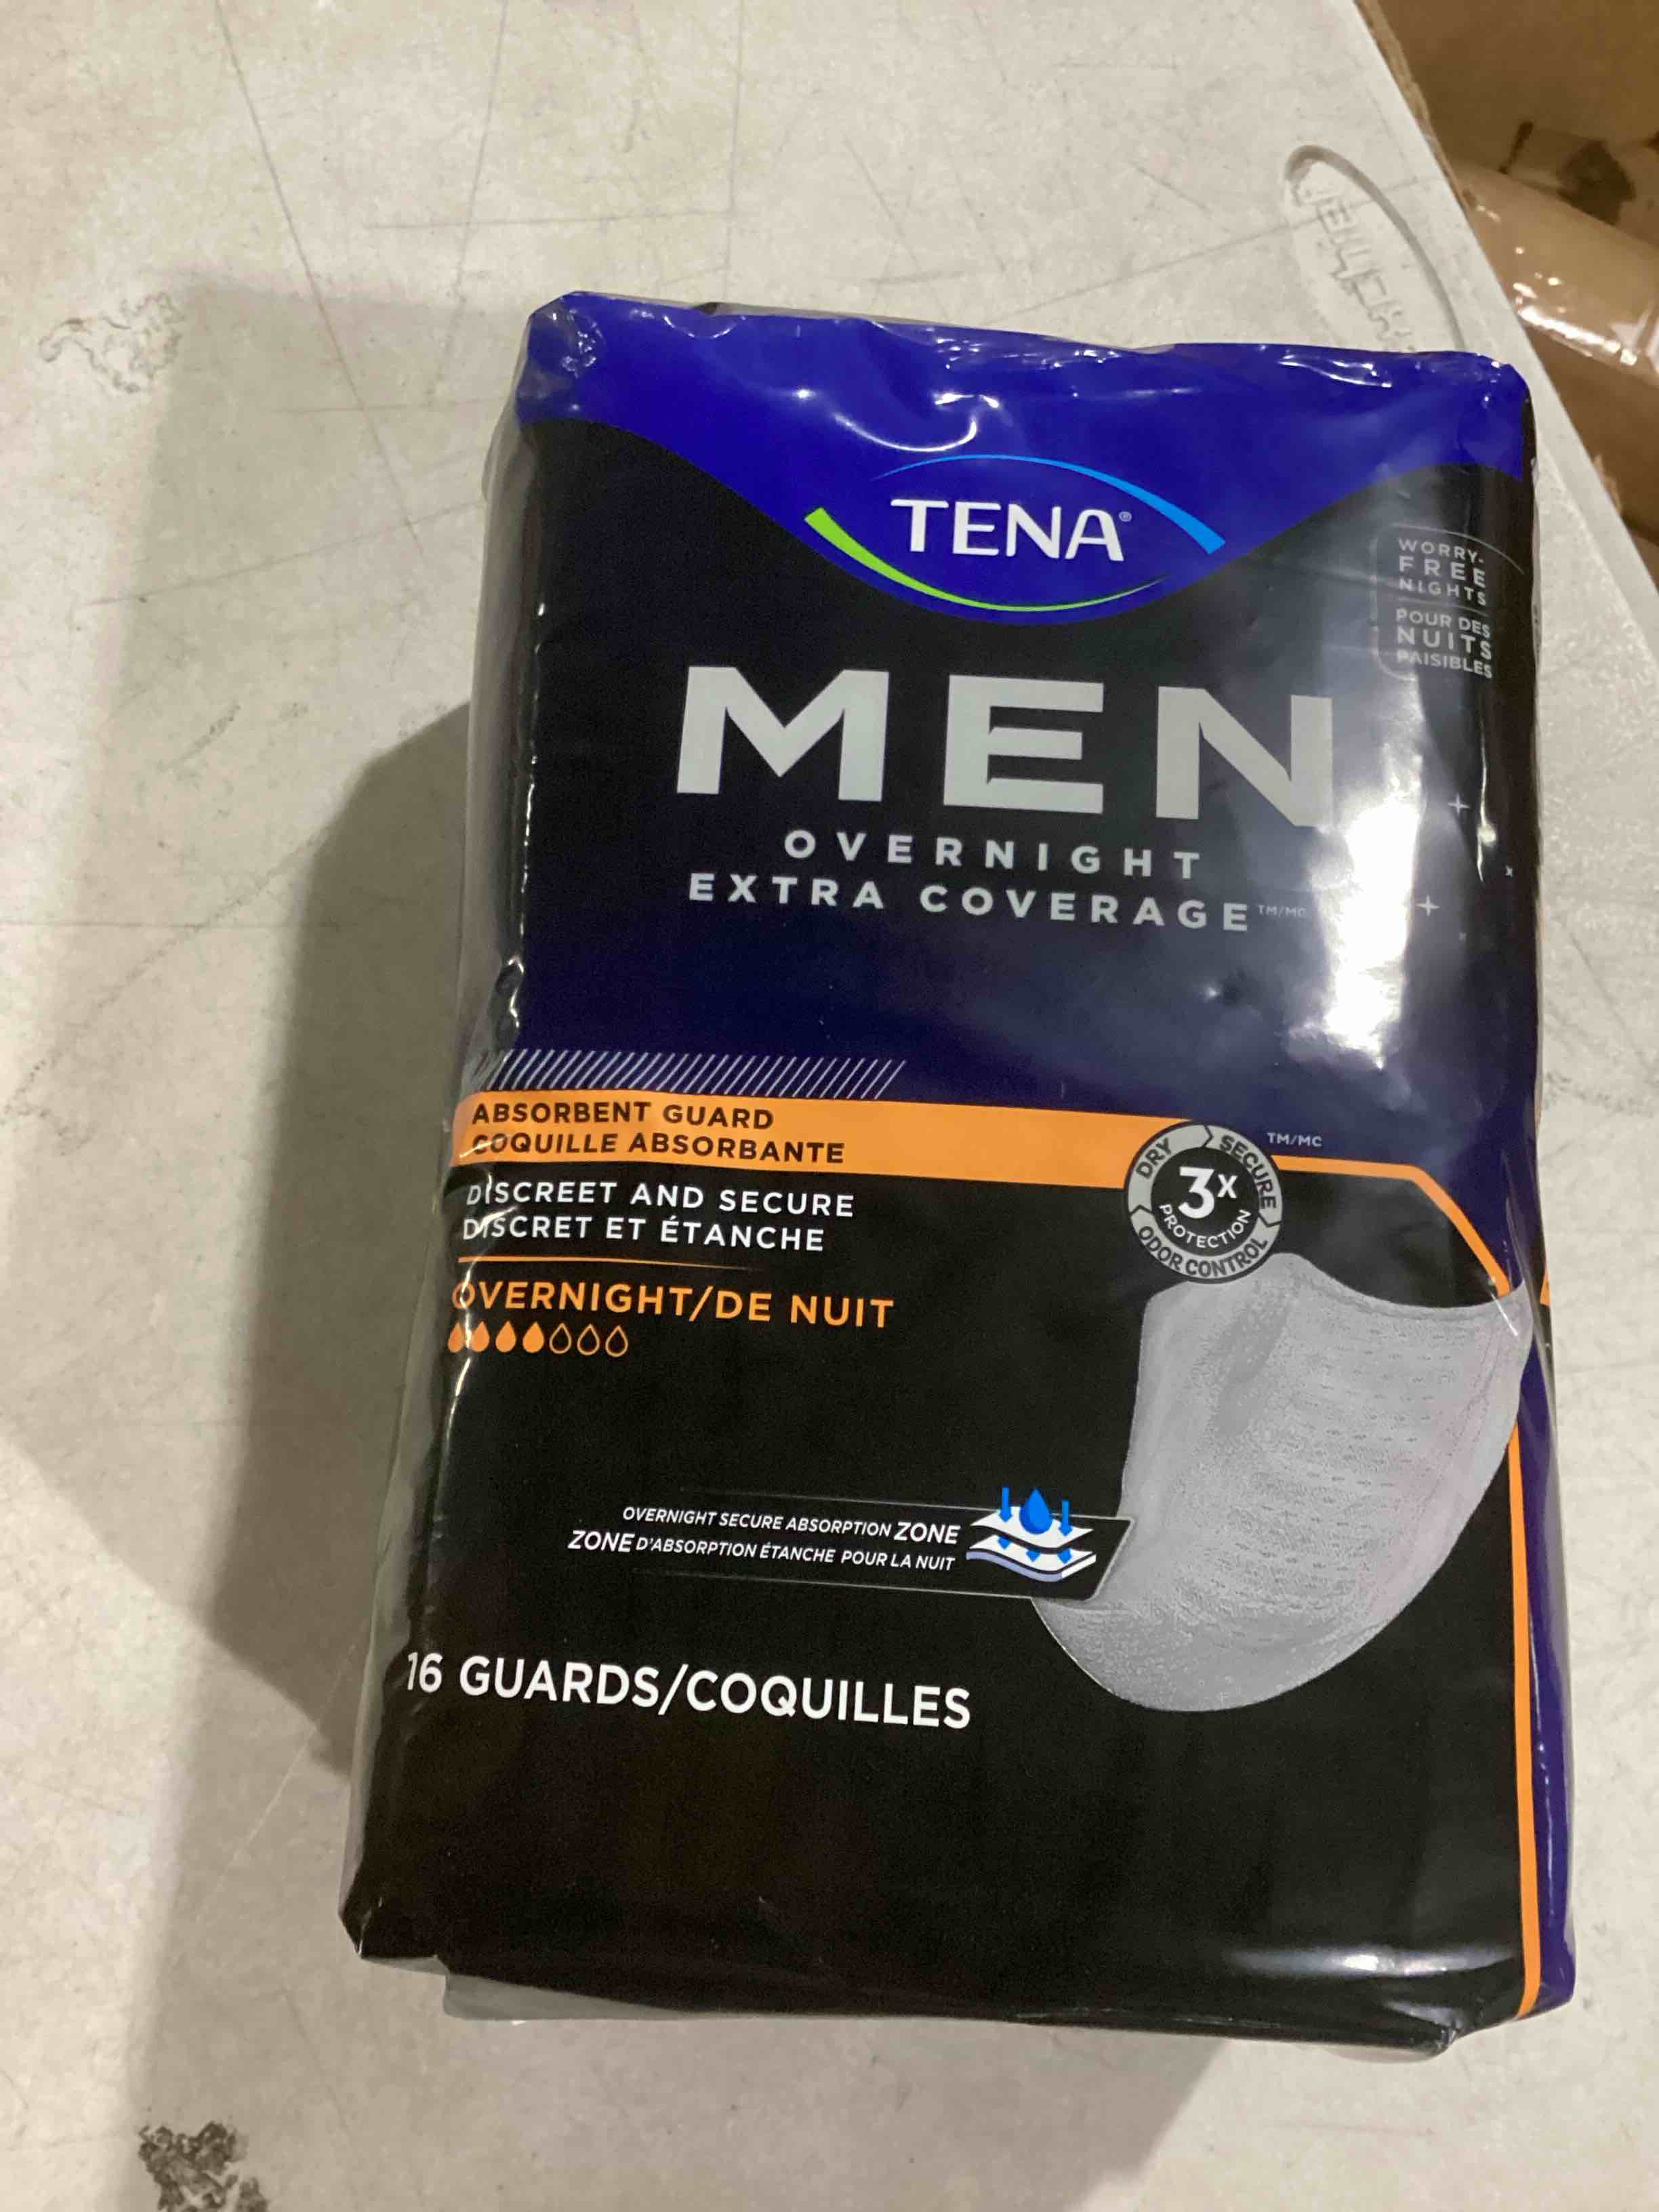 TENA®
WORRY-
FREE
NIGHTS
POUR DES
NUITS
PAISIBLES
MEN
OVERNIGHT
EXTRA COVERAGE™/MC
ABSORBENT GUARD
COQUILLE ABSORBANTE
DISCREET AND SECURE
DISCRET ET ÉTANCHE
OVERNIGHT/DE NUIT
DRY
SECURE
ODOR CONTROL
3X
PROTECTION
TM/MC
OVERNIGHT SECURE ABSORPTION ZONE
ZONE D'ABSORPTION ÉTANCHE POUR LA NUIT
16 GUARDS/COQUILLES